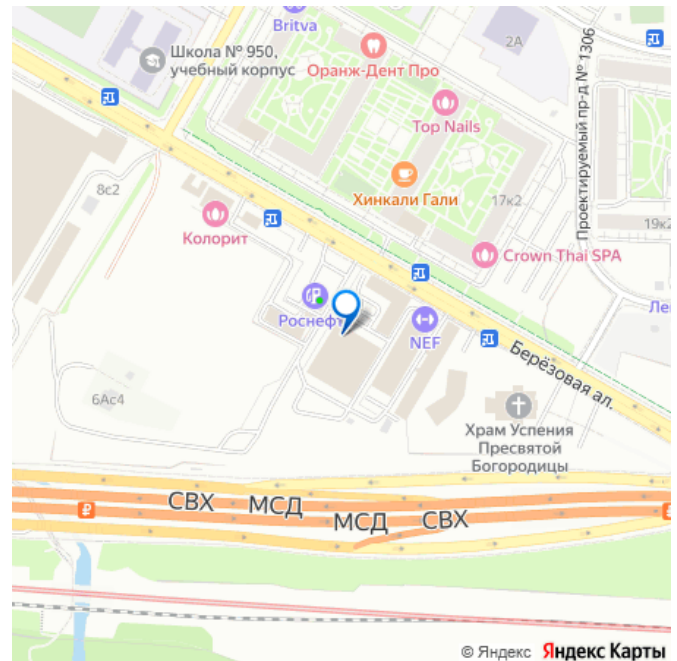 Britva
2А
Школа № 950,
учебный корпус
Оранж-Дент Про
Проектируемый пр-д № 1306
Top Nails
8с2
Хинкали Гали
17к2
Колорит
19к2
Crown Thai SPA
Роснефть
Ле
NEF
Берёзовая ал.
6Ас4
Храм Успения
Пресвятой
Богородицы
СВХ МСД МСД СВХ
© Яндекс Яндекс Карты